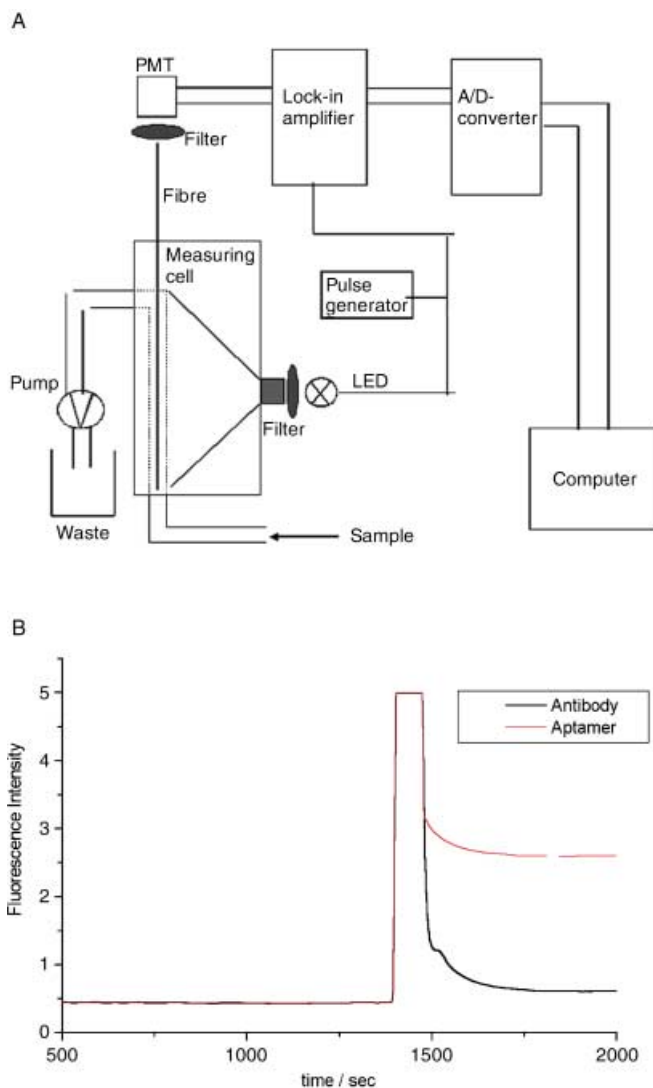 A
PMT
Filter
Fibre
Lock-in
amplifier
A/D-
converter
Measuring
cell
Pulse
generator
Pump
LED
Filter
Computer
Waste
Sample
B
Fluorescence Intensity
5
4
3
2
1
0
Antibody
Aptamer
500
1000
1500
2000
time / sec